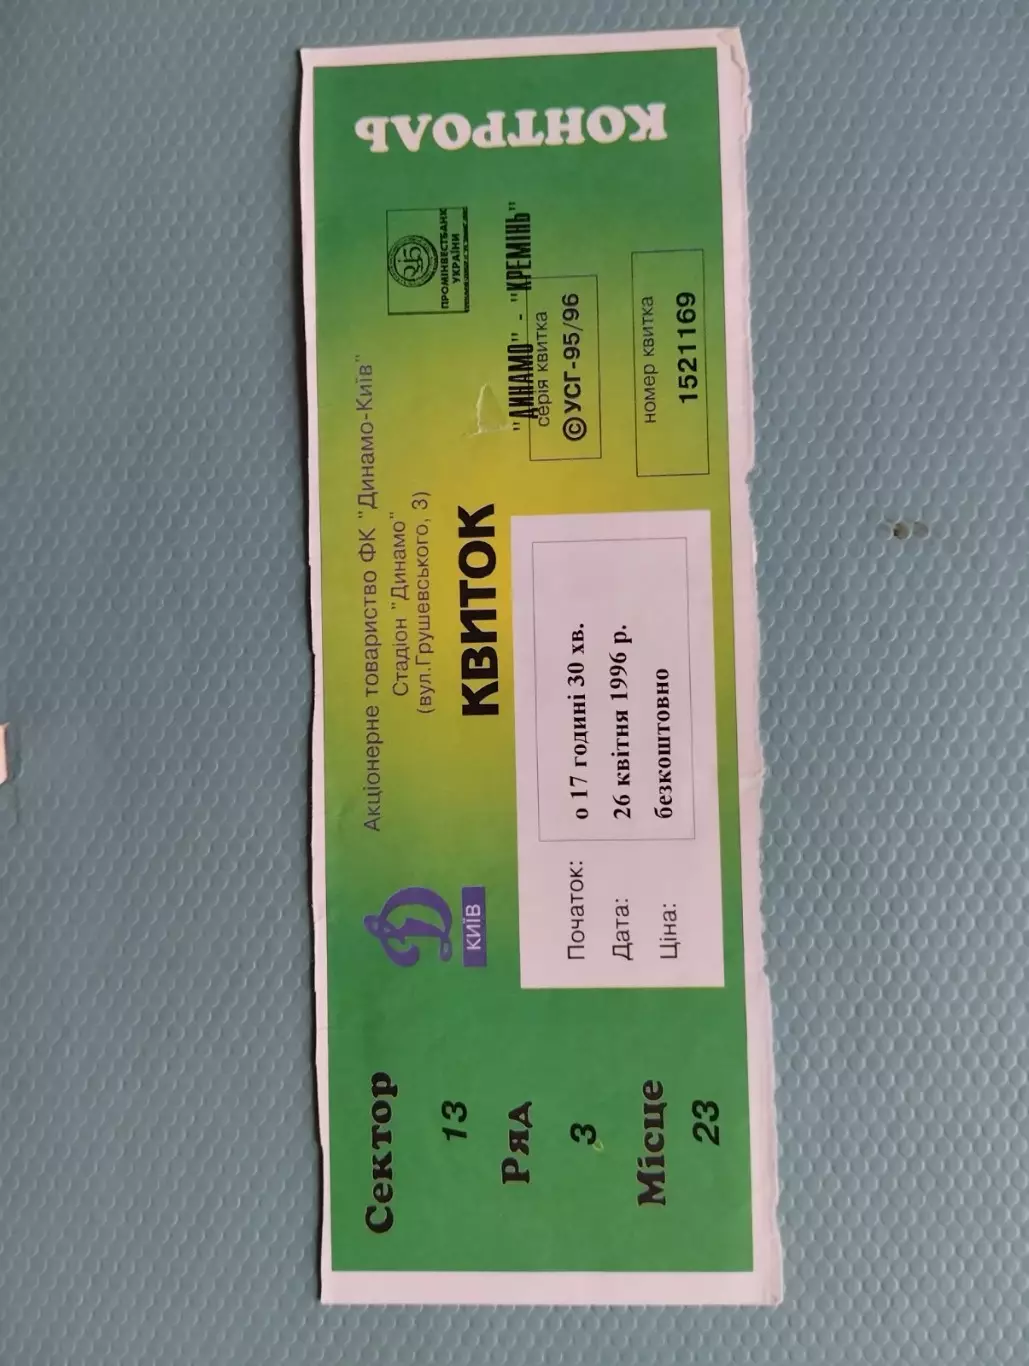 Сектор
13
Ряд
3
Місце
23
Київ
Акціонерне товариство ФК "Динамо-Київ"
Стадіон "Динамо"
(вул.Грушевського, 3)
КВИТОК
Початок: о 17 годині 30 хв.
Дата: 26 квітня 1996 р.
Ціна: безкоштовно
ПРОМІНВЕСТБАНК
УКРАЇНИ
"ДИНАМО" - "КРЕМІНЬ"
серія квитка
©УСГ-95/96
номер квитка
1521169
КОНТРОЛЬ